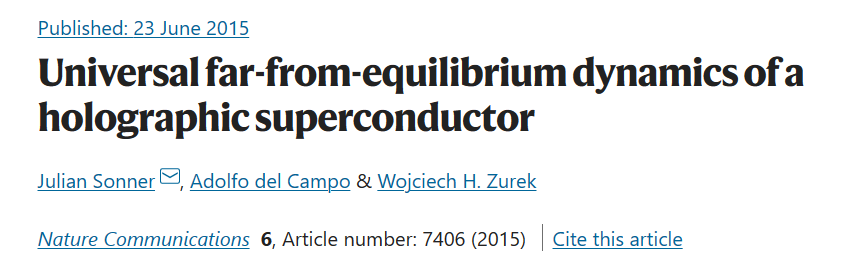 Published: 23 June 2015
Universal far-from-equilibrium dynamics of a
holographic superconductor
Julian Sonner, Adolfo del Campo & Wojciech H. Zurek
Nature Communications 6, Article number: 7406 (2015) Cite this article